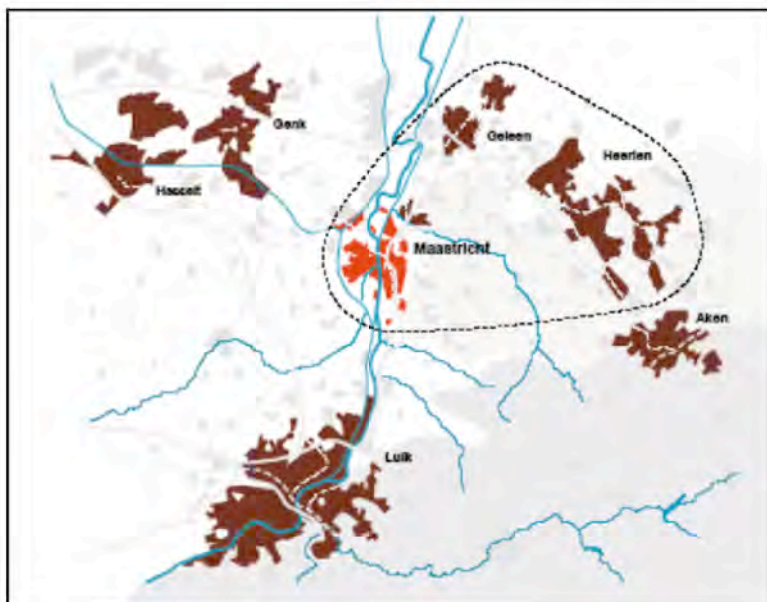 Genk
Geleen
Heerlen
Hasselt
Maastricht
Aken
Luik